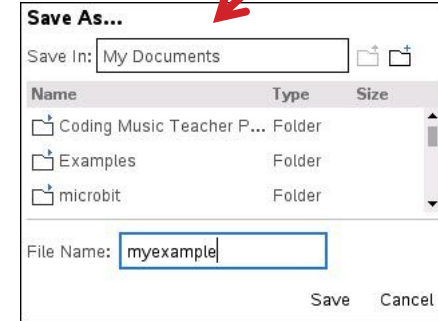 Save As...
Save In: My Documents
Name Type Size
Coding Music Teacher P... Folder
Examples Folder
microbit Folder
File Name: myexample
Save Cancel